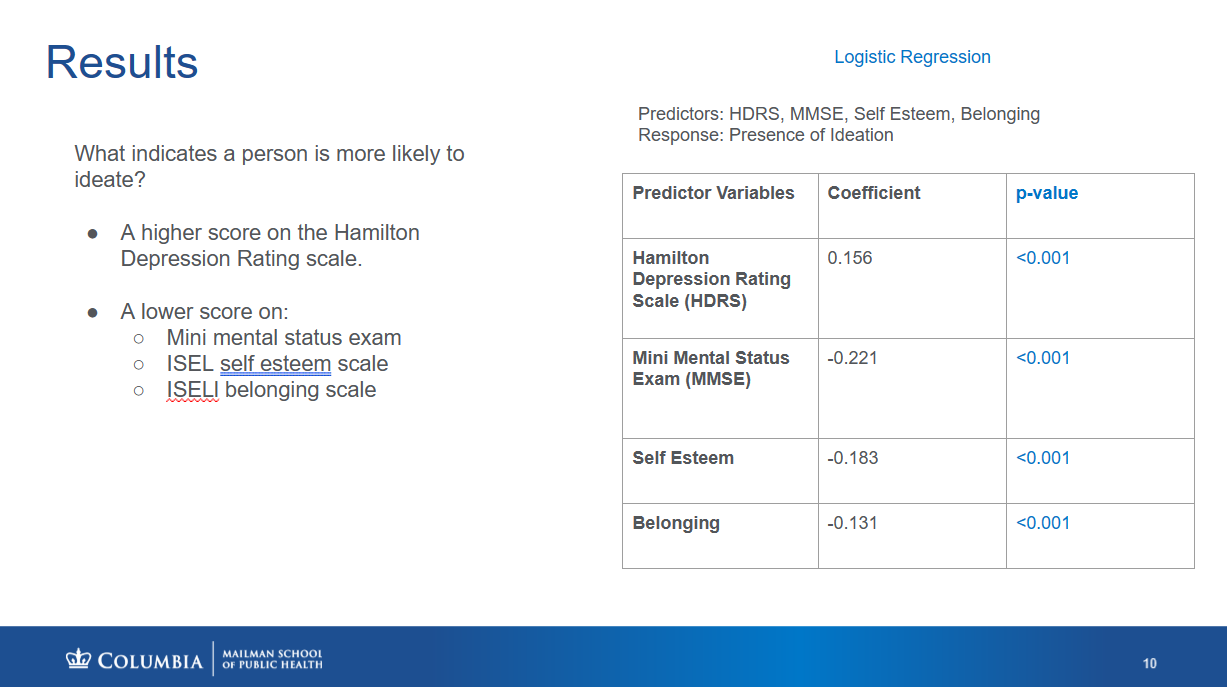 Results
What indicates a person is more likely to
ideate?
● A higher score on the Hamilton
Depression Rating scale.
● A lower score on:
○ Mini mental status exam
○ ISEL self esteem scale
○ ISELl belonging scale
Logistic Regression
Predictors: HDRS, MMSE, Self Esteem, Belonging
Response: Presence of Ideation
Predictor Variables Coefficient p-value
Hamilton
Depression Rating
Scale (HDRS) 0.156 <0.001
Mini Mental Status
Exam (MMSE) -0.221 <0.001
Self Esteem -0.183 <0.001
Belonging -0.131 <0.001
COLUMBIA
MAILMAN SCHOOL
OF PUBLIC HEALTH
10